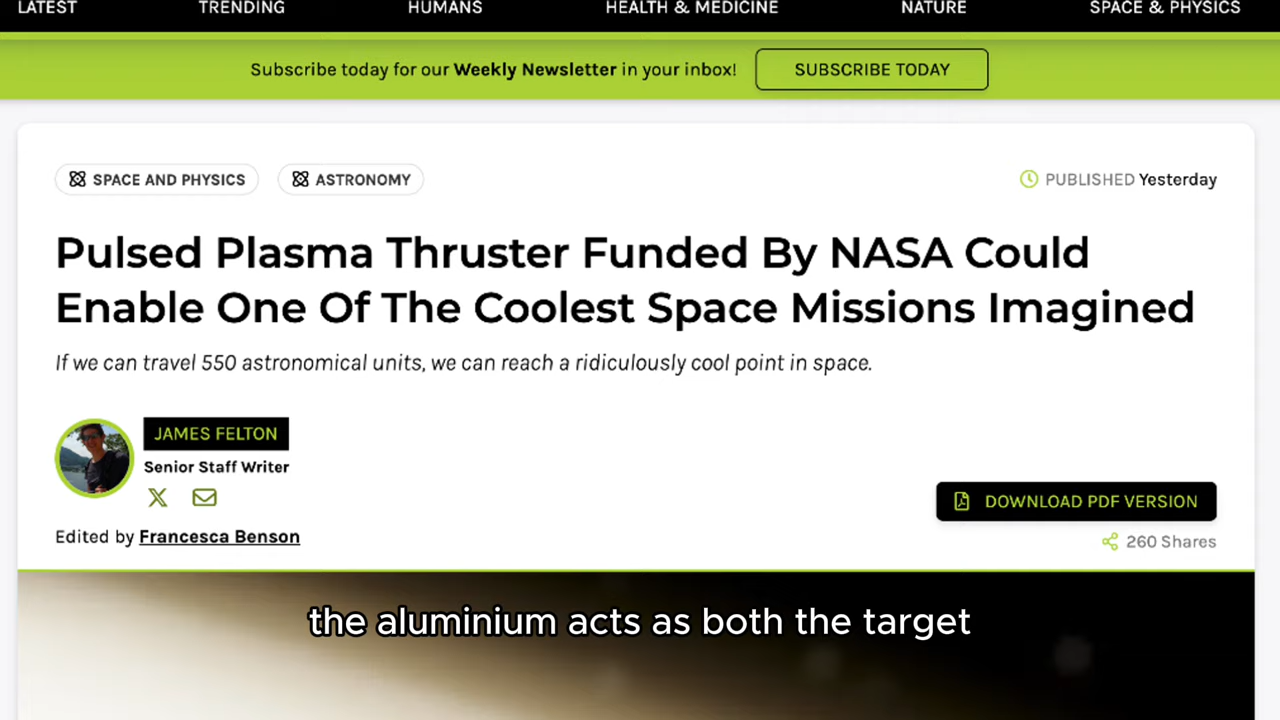 LATEST TRENDING HUMANS HEALTH & MEDICINE NATURE SPACE & PHYSICS
Subscribe today for our Weekly Newsletter in your inbox! SUBSCRIBE TODAY
SPACE AND PHYSICS ASTRONOMY PUBLISHED Yesterday
Pulsed Plasma Thruster Funded By NASA Could
Enable One Of The Coolest Space Missions Imagined
If we can travel 550 astronomical units, we can reach a ridiculously cool point in space.
JAMES FELTON
Senior Staff Writer
DOWNLOAD PDF VERSION
Edited by Francesca Benson
260 Shares
the aluminium acts as both the target